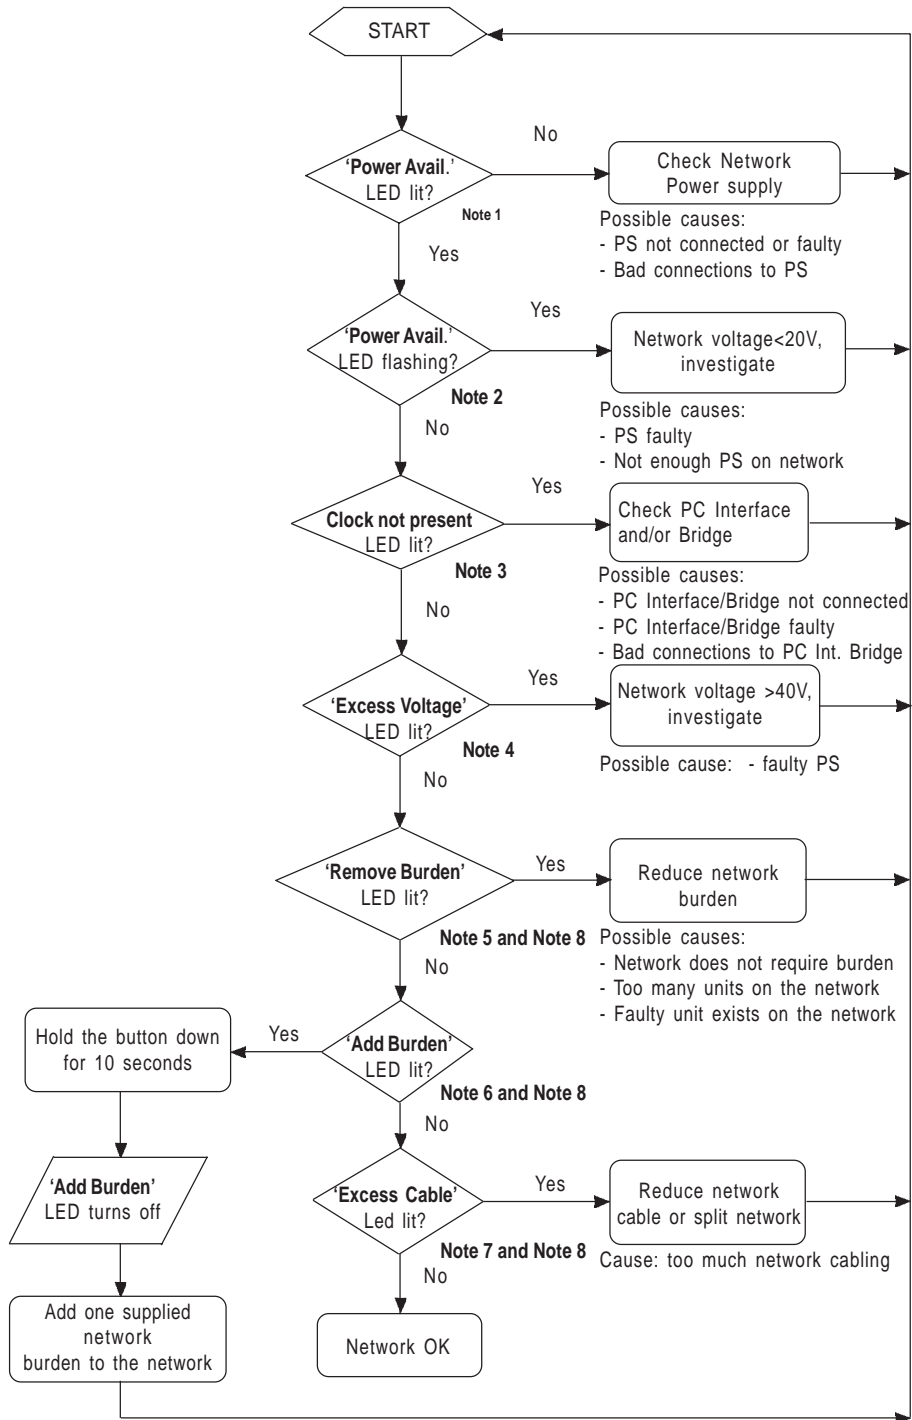 START
No
'Power Avail.'
LED lit?
Note 1
Check Network
Power supply
Possible causes:
- PS not connected or faulty
- Bad connections to PS
Yes
Yes
'Power Avail.'
LED flashing?
Note 2
Network voltage<20V,
investigate
Possible causes:
- PS faulty
- Not enough PS on network
No
Yes
Clock not present
LED lit?
Note 3
Check PC Interface
and/or Bridge
Possible causes:
- PC Interface/Bridge not connected
- PC Interface/Bridge faulty
- Bad connections to PC Int. Bridge
No
Yes
'Excess Voltage'
LED lit?
Note 4
Network voltage >40V,
investigate
Possible cause: - faulty PS
No
Yes
'Remove Burden'
LED lit?
Note 5 and Note 8
Reduce network
burden
Possible causes:
- Network does not require burden
- Too many units on the network
- Faulty unit exists on the network
No
Yes
'Add Burden'
LED lit?
Note 6 and Note 8
Hold the button down
for 10 seconds
'Add Burden'
LED turns off
Add one supplied
network
burden to the network
No
Yes
'Excess Cable'
Led lit?
Note 7 and Note 8
Reduce network
cable or split network
Cause: too much network cabling
No
Network OK